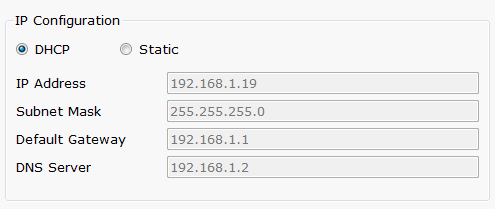 IP Configuration
DHCP Static
IP Address 192.168.1.19
Subnet Mask 255.255.255.0
Default Gateway 192.168.1.1
DNS Server 192.168.1.2